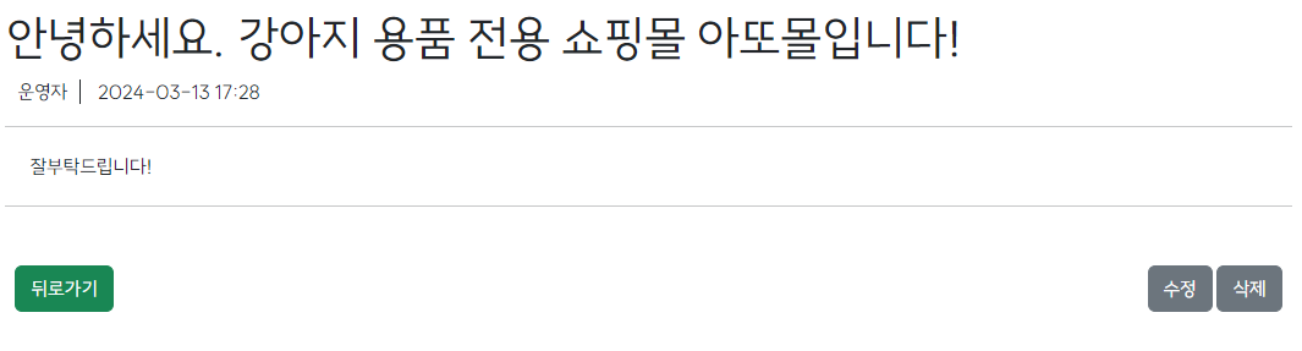 안녕하세요. 강아지 용품 전용 쇼핑몰 아또몰입니다!
운영자 | 2024-03-13 17:28
잘부탁드립니다!
뒤로가기 수정 삭제